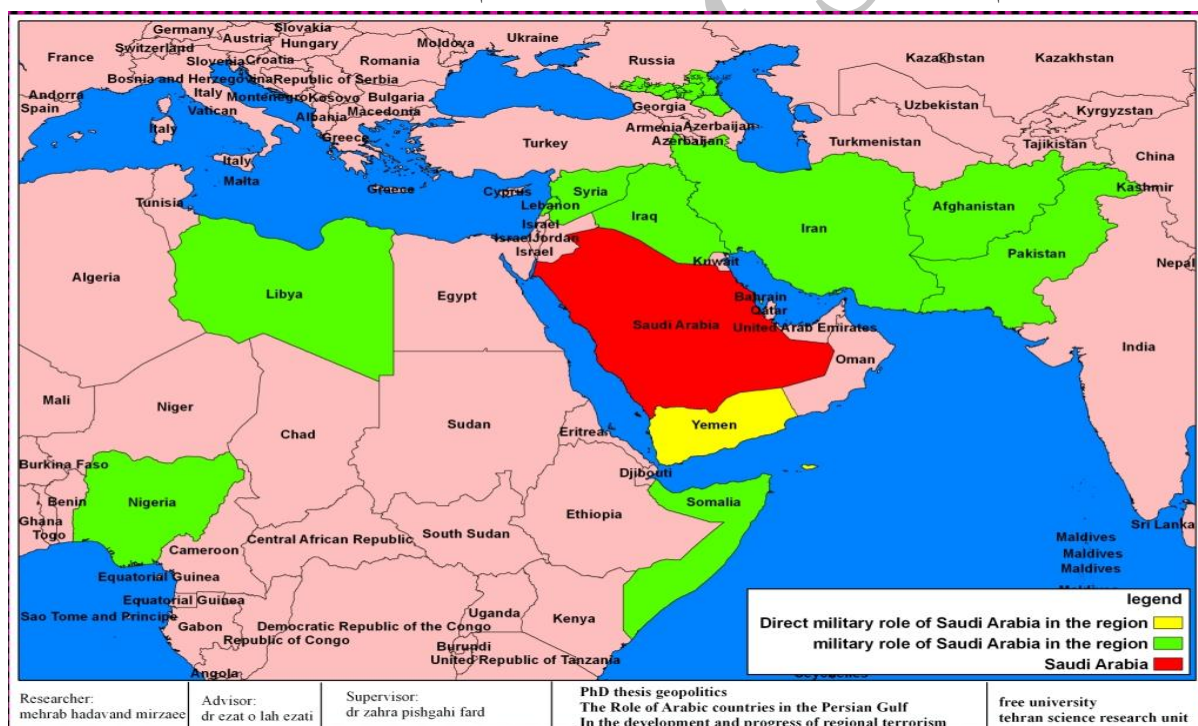 Germany
Slovakia
Austria
Ukraine
Switzerland
Hungary
Moldova
France
Slovenia
Croatia
Romania
Russia
Kazakhstan
Kazakhstan
Bosnia and Herzegovina
Republic of Serbia
Andorra
Italy
Montenegro
Kosovo
Bulgaria
Spain
Vatican
Macedonia
Georgia
Uzbekistan
Kyrgyzstan
Albania
Italy
Greece
Armenia
Azerbaijan
Turkey
Azerbaijan
Turkmenistan
Tajikistan
China
Italy
Malta
Greece
Cyprus
Syria
Kashmir
Tunisia
Lebanon
Iraq
Afghanistan
Israel
Iran
Israel
Jordan
Israel
Pakistan
Algeria
Kuwait
Nepal
Libya
Egypt
Bahrain
Qatar
Saudi Arabia
United Arab Emirates
India
Oman
Mali
Niger
Chad
Sudan
Yemen
Eritrea
Burkina Faso
Djibouti
Benin
Nigeria
Somalia
Ghana
Togo
Ethiopia
Sri Lanka
Central African Republic
South Sudan
Cameroon
Maldives
Maldives
Maldives
Equatorial Guinea
Equatorial Guinea
Sao Tome and Principe
Uganda
Kenya
Gabon
Democratic Republic of the Congo
Republic of Congo
Burundi
United Republic of Tanzania
Angola
legend
Direct military role of Saudi Arabia in the region
military role of Saudi Arabia in the region
Saudi Arabia
Researcher:
mehrab hadavand mirzaee
Advisor:
dr ezat o lah ezati
Supervisor:
dr zahra pishgahi fard
PhD thesis geopolitics
The Role of Arabic countries in the Persian Gulf
In the development and progress of regional terrorism
free university
tehran science research unit